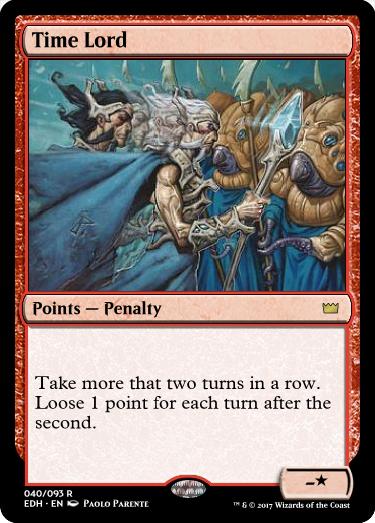 Time Lord
Points — Penalty
Take more that two turns in a row.
Loose 1 point for each turn after the
second.
–★
040/093 R
EDH • EN Paolo Parente
™ & © 2017 Wizards of the Coast